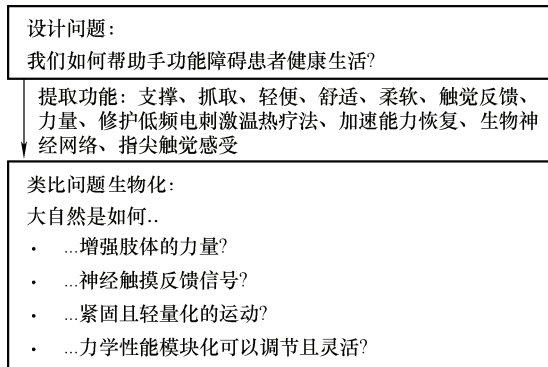 设计问题：
我们如何帮助手功能障碍患者健康生活?
提取功能：支撑、抓取、轻便、舒适、柔软、触觉反馈、
力量、修护低频电刺激温热疗法、加速能力恢复、生物神
经网络、指尖触觉感受
类比问题生物化：
大自然是如何..
· ...增强肢体的力量?
· ...神经触摸反馈信号?
· ...紧固且轻量化的运动?
· ...力学性能模块化可以调节且灵活?